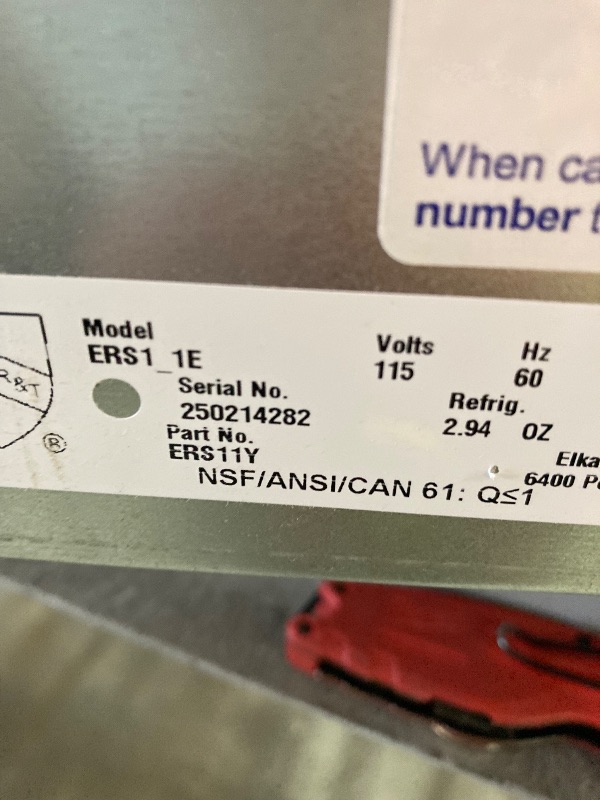 When ca
number t
Model
ERS1_1E
Volts
115
Hz
60
R&T
®
Serial No.
250214282
Refrig.
2.94 OZ
Part No.
ERS11Y
Elka
6400 P
NSF/ANSI/CAN 61: Q≤1